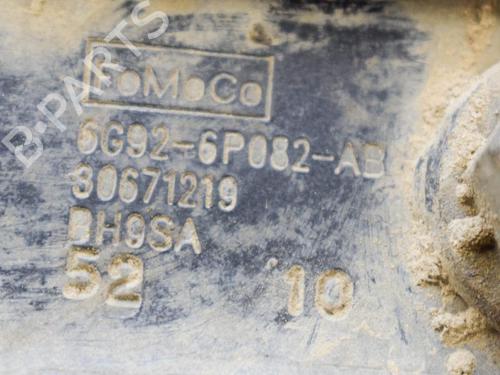 B-PARTS
FoMoCo
6G92-6P082-AB
30671219
BH9SA
52 10